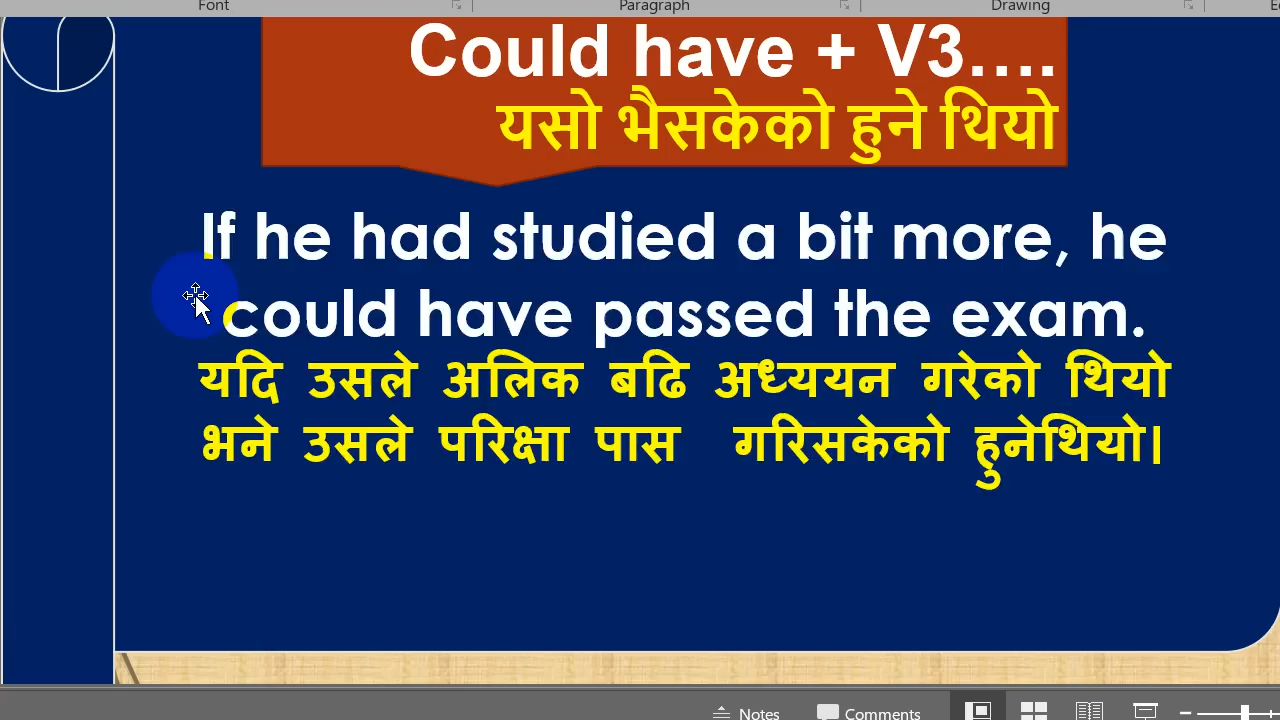 Font Paragraph Drawing
Could have + V3....
यसो भैसकेको हुने थियो
If he had studied a bit more, he
could have passed the exam.
यदि उसले अलिक बढि अध्ययन गरेको थियो
भने उसले परिक्षा पास गरिसकेको हुनेथियो।
Notes Comments